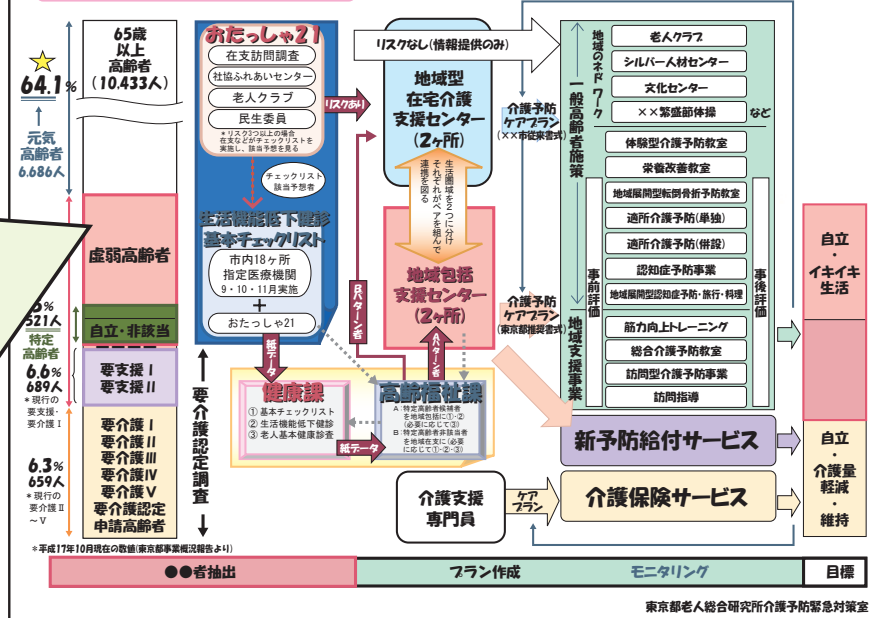 64.1%
元気
高齢者
6.686人
65歳
以上
高齢者
(10.433人)
虚弱高齢者
521人
特定
高齢者
自立・非該当
6.6%
689人
*現行の
要支援・
要介護Ⅰ
要支援Ⅰ
要支援Ⅱ
6.3%
659人
*現行の
要介護Ⅱ
~Ⅴ
要介護Ⅰ
要介護Ⅱ
要介護Ⅲ
要介護Ⅳ
要介護Ⅴ
要介護認定
申請高齢者
要介護認定調査
*平成17年10月現在の数値(東京都事業概況報告より)
おたっしゃ21
在支訪問調査
社協ふれあいセンター
老人クラブ
民生委員
*リスク3つ以上の場合
在支などがチェックリストを
実施し、該当予想を見る
チェックリスト
該当予想者
生活機能低下健診
基本チェックリスト
市内18ヶ所
指定医療機関
9・10・11月実施
+
おたっしゃ21
リスクあり
リスクなし(情報提供のみ)
紙データ
健康課
① 基本チェックリスト
② 生活機能低下健診
③ 老人基本健康診査
紙データ
高齢福祉課
A:特定高齢者候補者
を地域包括に①・②
(必要に応じて③)
B:特定高齢者非該当者
を地域在支に(必要
に応じて①・②・③)
Bパターン者
Aパターン者
地域型
在宅介護
支援センター
(2ヶ所)
生活圏域を2つに分け
それぞれがペアを組んで
連携を図る
地域包括
支援センター
(2ヶ所)
介護予防
ケアプラン
(××市従来書式)
介護予防
ケアプラン
(東京都推奨書式)
介護支援
専門員
ケア
プラン
地域のネドワーク
一般高齢者施策
老人クラブ
シルバー人材センター
文化センター
××繁盛節体操
など
体験型介護予防教室
栄養改善教室
地域展開型転倒骨折予防教室
通所介護予防(単独)
通所介護予防(併設)
認知症予防事業
地域展開型認知症予防・旅行・料理
事前評価
事後評価
地域支援事業
筋力向上トレーニング
総合介護予防教室
訪問型介護予防事業
訪問指導
新予防給付サービス
介護保険サービス
自立
・
イキイキ
生活
自立
・
介護量
軽減
・
維持
●●者抽出
プラン作成
モニタリング
目標
東京都老人総合研究所介護予防緊急対策室